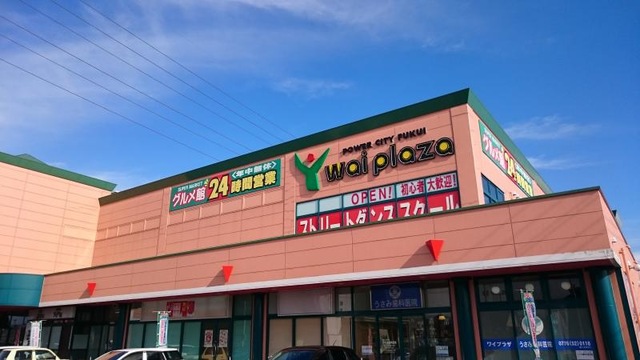 POWER CITY FUKUI
wai plaza
SUPER MARKET
グルメ館
<年中無休>
24時間営業
OPEN! 初心者大歓迎!
ストリートダンススクール
うさみ歯科医院
ワイプラザ
うさみ歯科医院